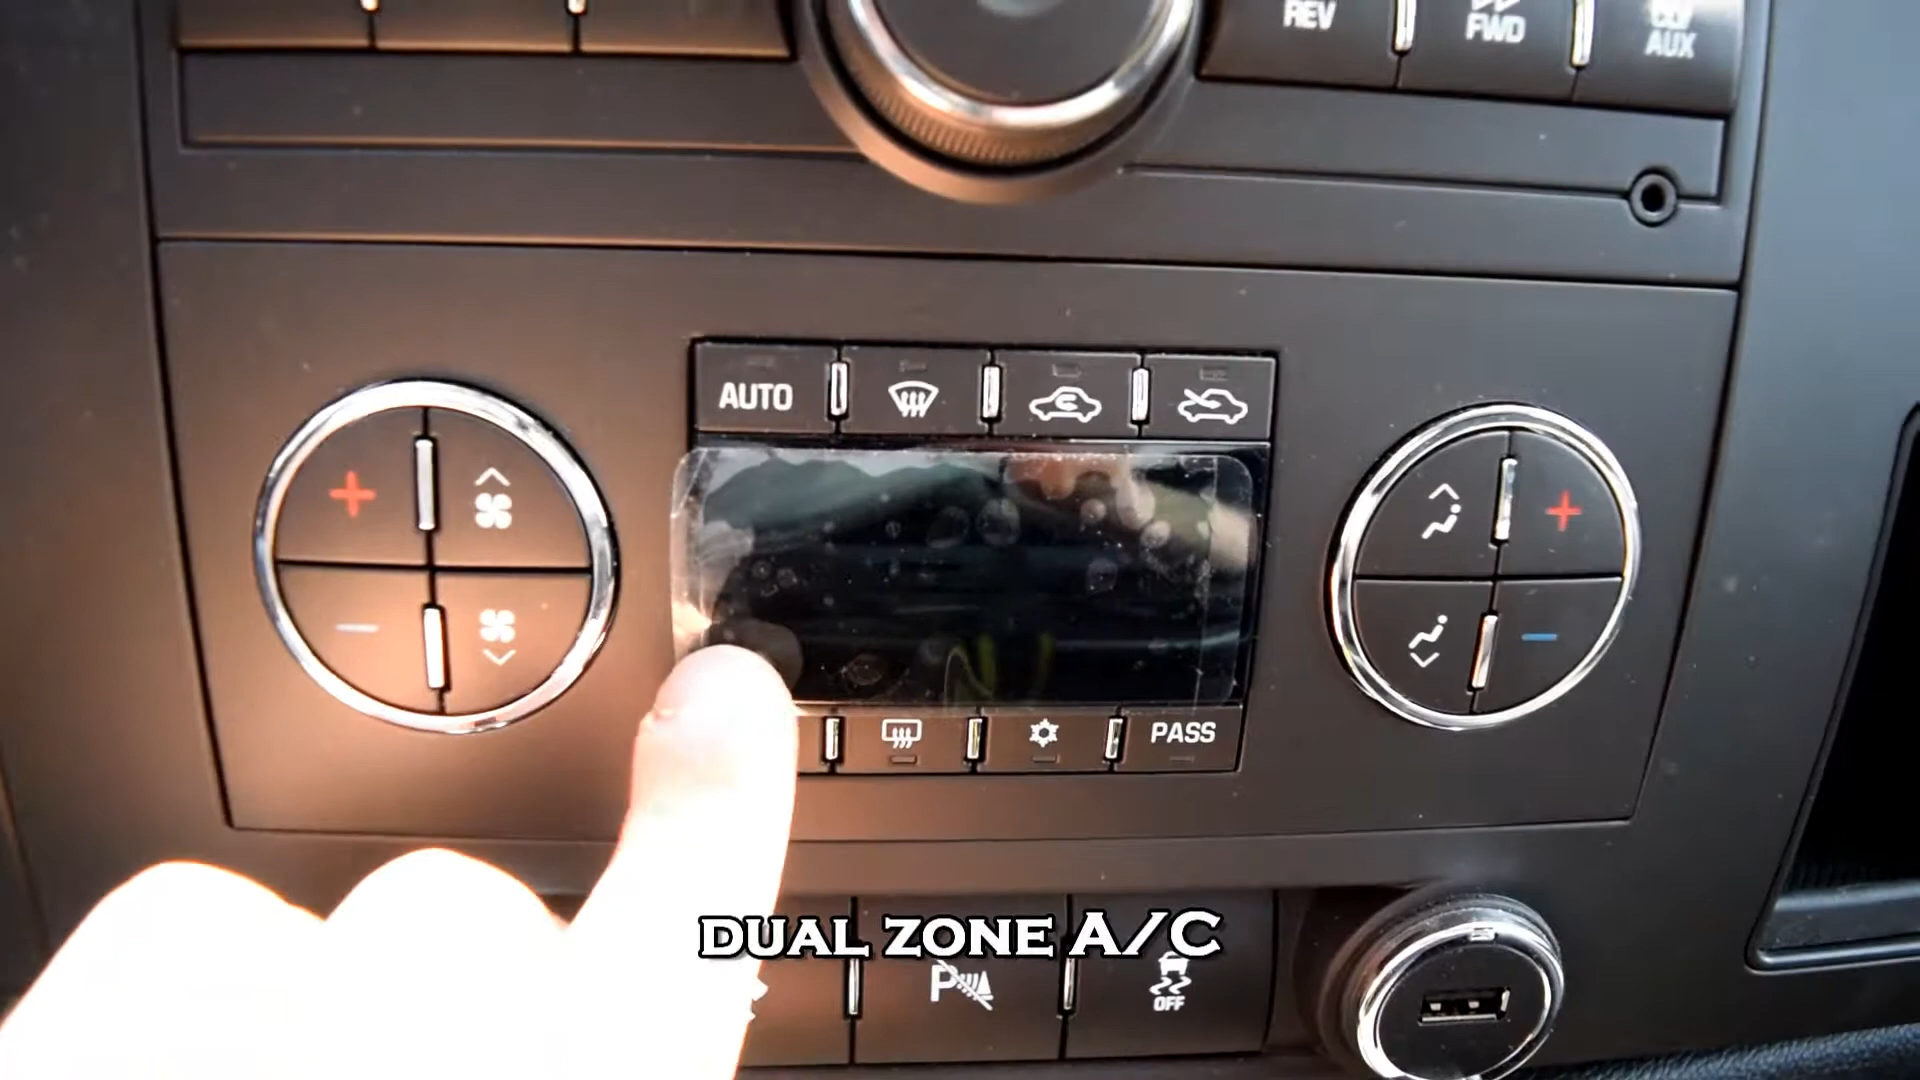 REV
FWD
AUX
AUTO
PASS
DUAL ZONE A/C
P
OFF